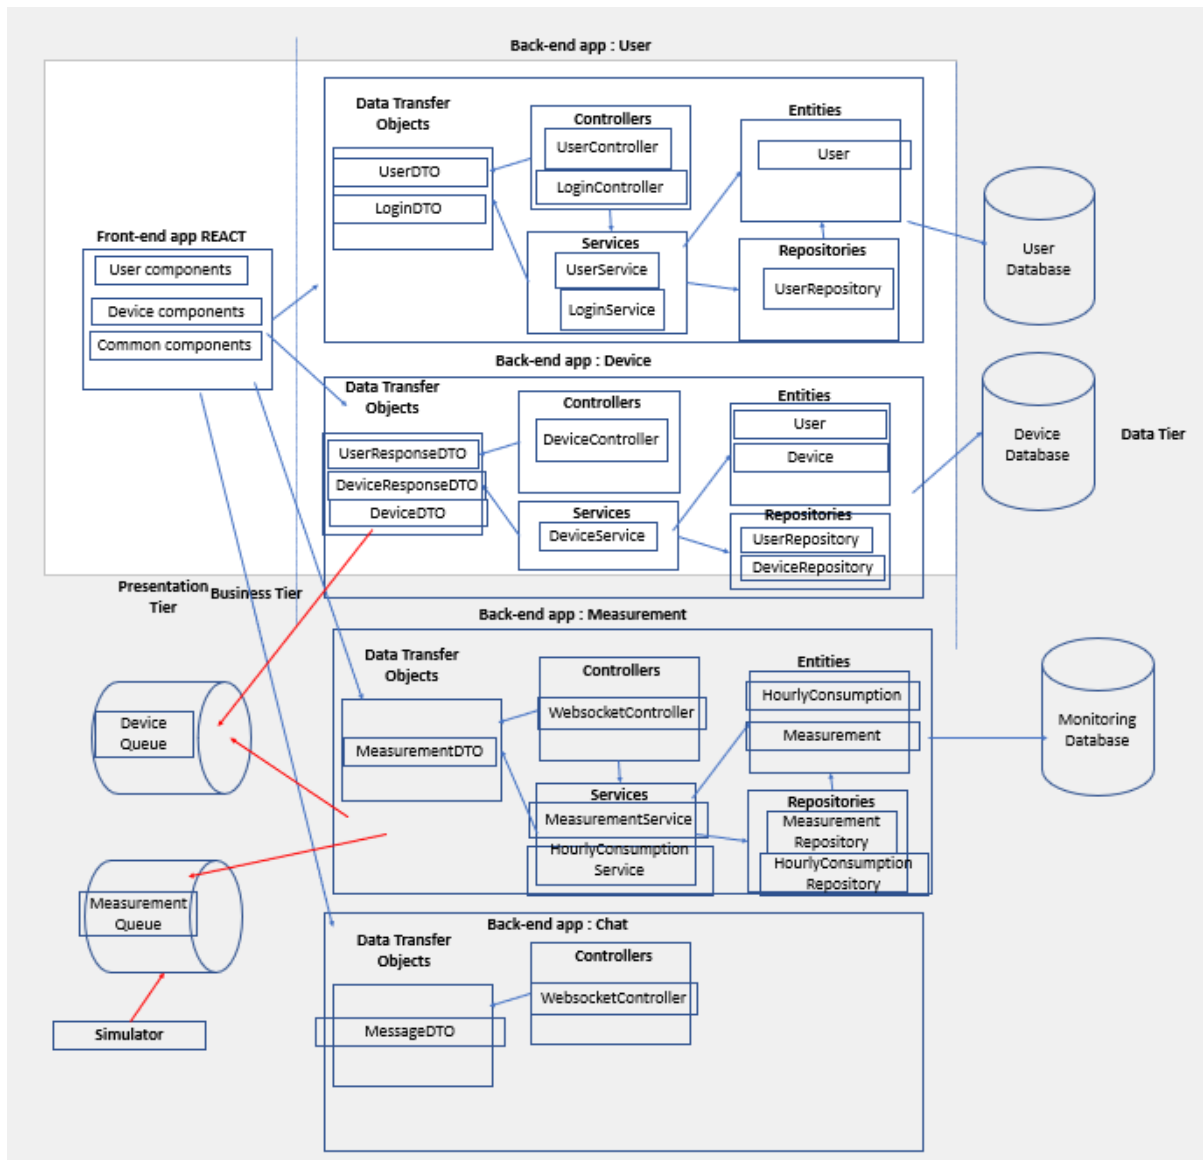 Back-end app : User
Data Transfer
Objects
UserDTO
LoginDTO
Controllers
UserController
LoginController
Services
UserService
LoginService
Entities
User
Repositories
UserRepository
User
Database
Front-end app REACT
User components
Device components
Common components
Back-end app : Device
Data Transfer
Objects
UserResponseDTO
DeviceResponseDTO
DeviceDTO
Controllers
DeviceController
Services
DeviceService
Entities
User
Device
Repositories
UserRepository
DeviceRepository
Device
Database
Data Tier
Presentation
Tier
Business Tier
Back-end app : Measurement
Data Transfer
Objects
MeasurementDTO
Controllers
WebsocketController
Services
MeasurementService
HourlyConsumption
Service
Entities
HourlyConsumption
Measurement
Repositories
Measurement
Repository
HourlyConsumption
Repository
Monitoring
Database
Device
Queue
Measurement
Queue
Simulator
Back-end app : Chat
Data Transfer
Objects
MessageDTO
Controllers
WebsocketController